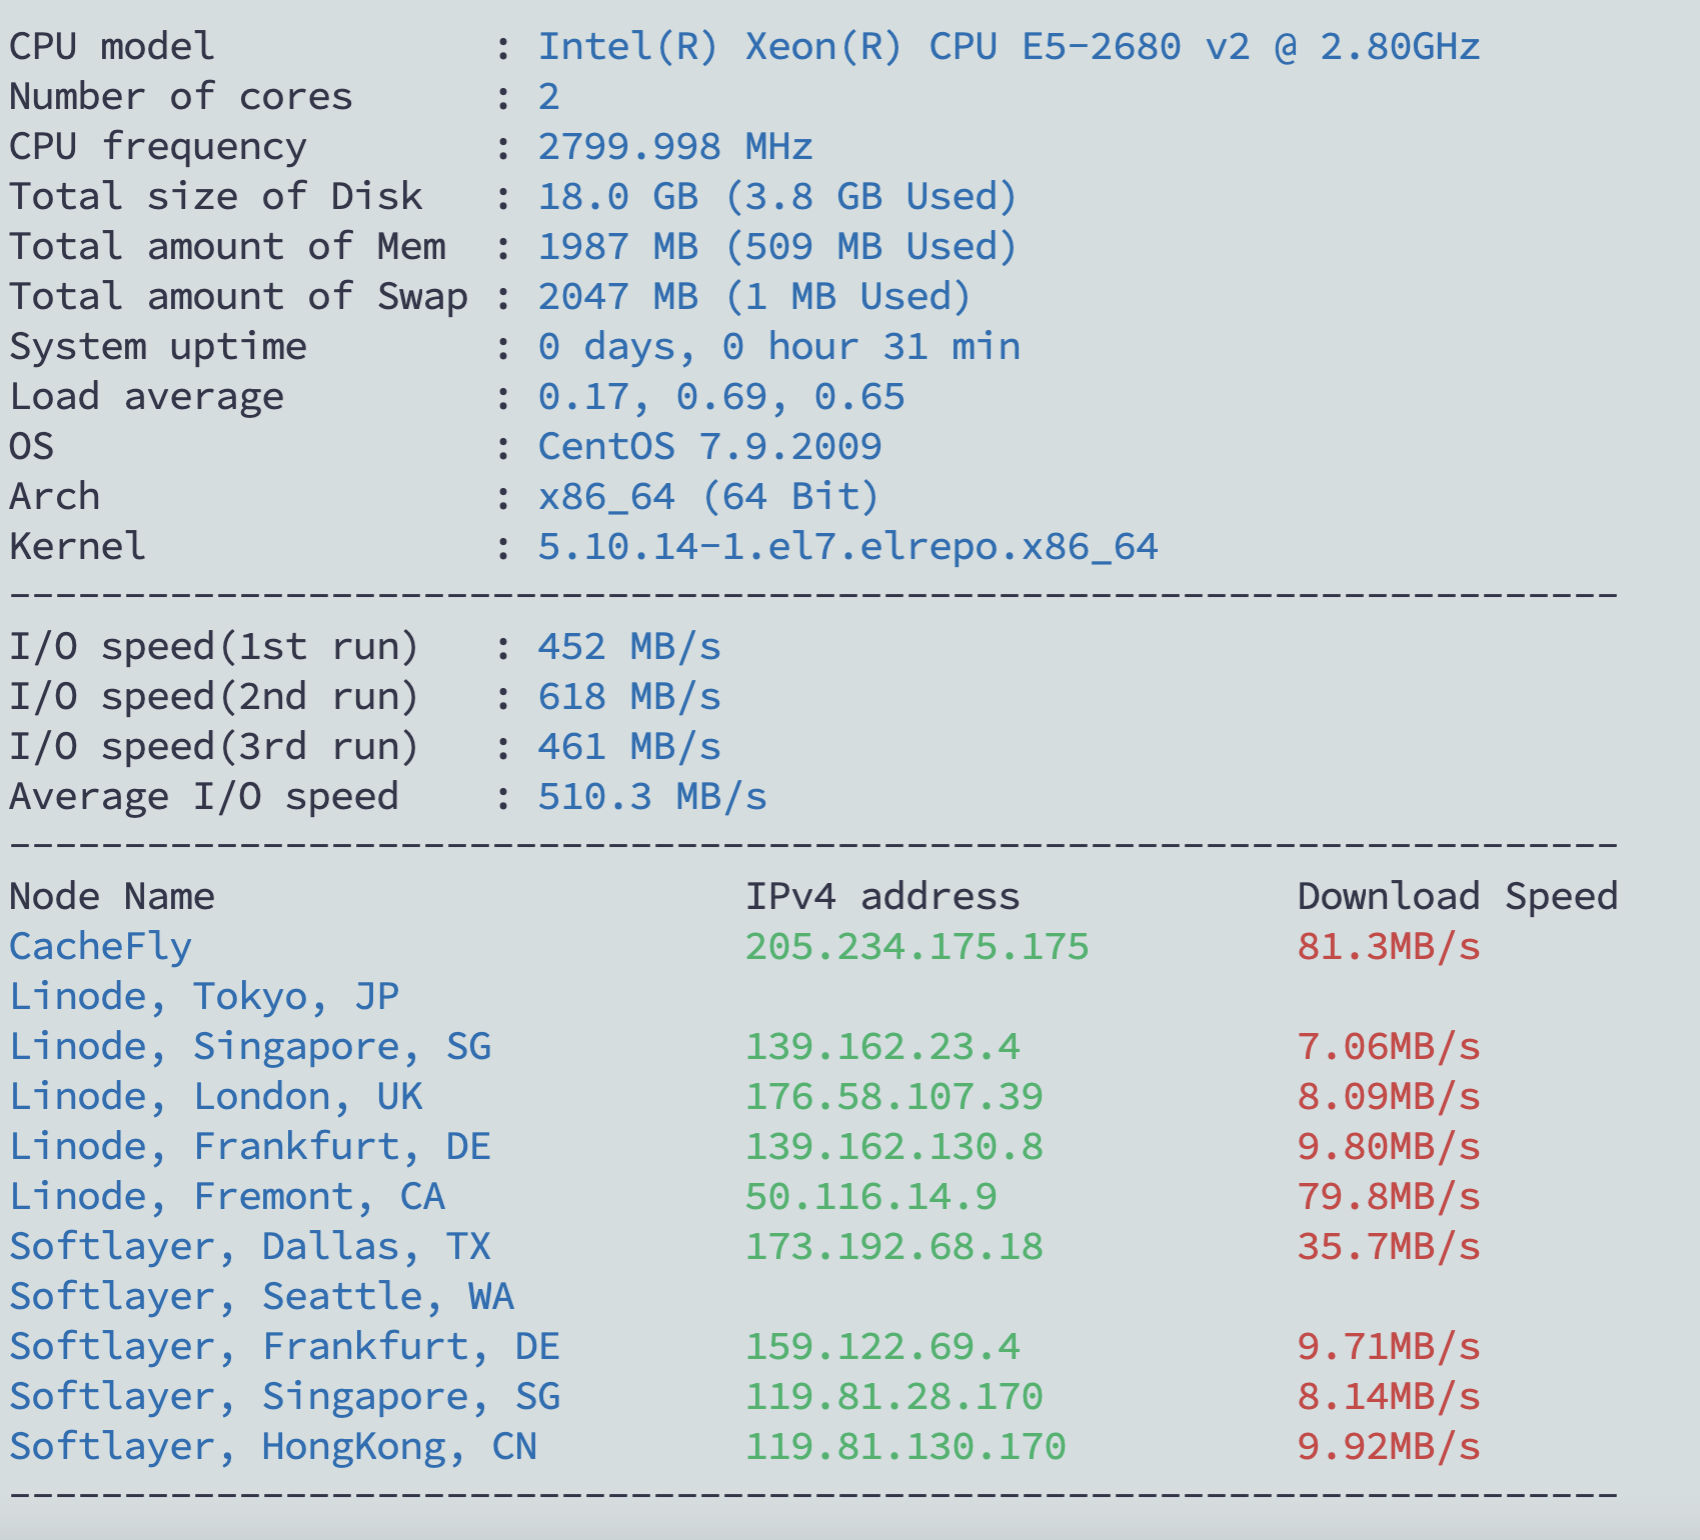 CPU model            : Intel(R) Xeon(R) CPU E5-2680 v2 @ 2.80GHz
Number of cores      : 2
CPU frequency        : 2799.998 MHz
Total size of Disk   : 18.0 GB (3.8 GB Used)
Total amount of Mem  : 1987 MB (509 MB Used)
Total amount of Swap : 2047 MB (1 MB Used)
System uptime        : 0 days, 0 hour 31 min
Load average         : 0.17, 0.69, 0.65
OS                   : CentOS 7.9.2009
Arch                 : x86_64 (64 Bit)
Kernel               : 5.10.14-1.el7.elrepo.x86_64
----------------------------------------------------------------------
I/O speed(1st run)   : 452 MB/s
I/O speed(2nd run)   : 618 MB/s
I/O speed(3rd run)   : 461 MB/s
Average I/O speed    : 510.3 MB/s
----------------------------------------------------------------------
Node Name                       IPv4 address            Download Speed
CacheFly                        205.234.175.175         81.3MB/s
Linode, Tokyo, JP
Linode, Singapore, SG           139.162.23.4            7.06MB/s
Linode, London, UK              176.58.107.39           8.09MB/s
Linode, Frankfurt, DE           139.162.130.8           9.80MB/s
Linode, Fremont, CA             50.116.14.9             79.8MB/s
Softlayer, Dallas, TX           173.192.68.18           35.7MB/s
Softlayer, Seattle, WA
Softlayer, Frankfurt, DE        159.122.69.4            9.71MB/s
Softlayer, Singapore, SG        119.81.28.170           8.14MB/s
Softlayer, HongKong, CN         119.81.130.170          9.92MB/s
----------------------------------------------------------------------